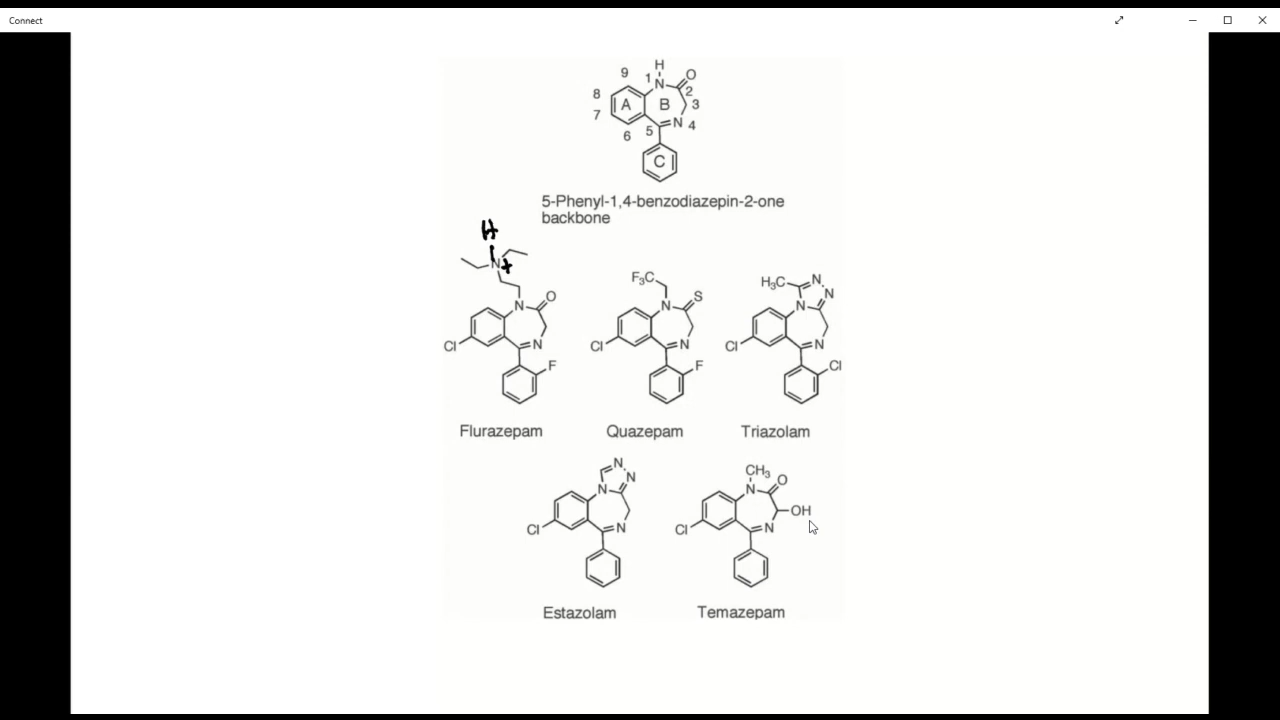 Connect
H
9 1 N O
8 A B 2
3
7 N 4
6 5
C
5-Phenyl-1,4-benzodiazepin-2-one
backbone
H
N +
N O
Cl N
F
Flurazepam
F₃C
N S
Cl N
F
Quazepam
H₃C N
N N
Cl N
Cl
Triazolam
N
N N
Cl N
Estazolam
CH₃
N O
OH
Cl N
Temazepam